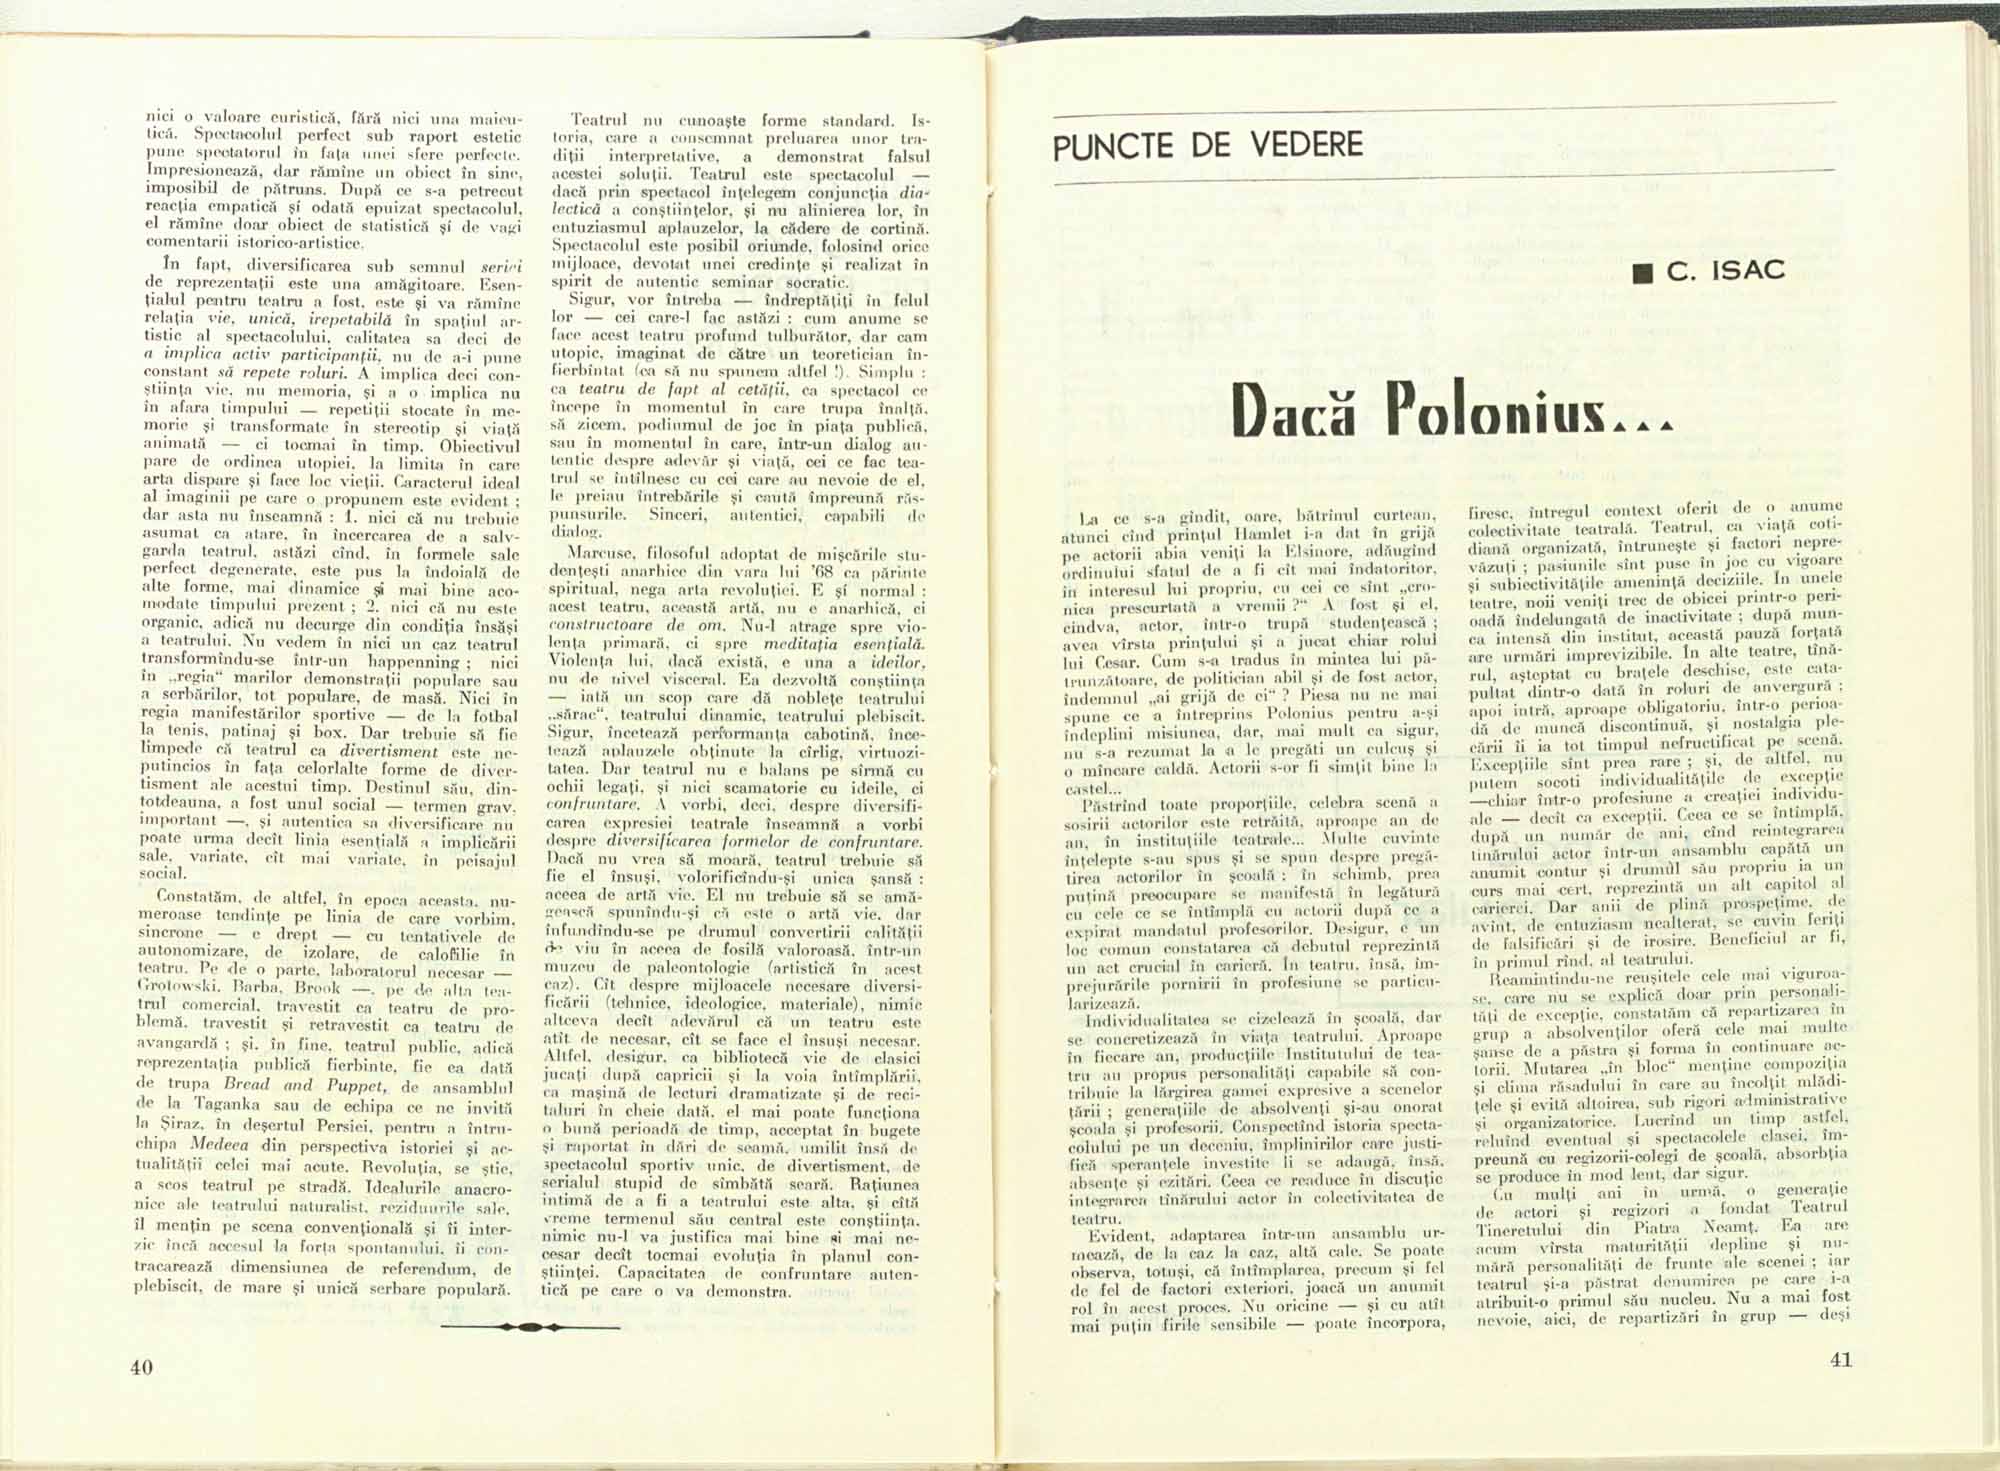 nici o valoare euristică, fără nici una maieu-
tică. Spectacolul perfect sub raport estetic
pune spectatorul în fața unei sfere perfecte.
Impresionează, dar rămîne un obiect în sine,
imposibil de pătruns. După ce s-a petrecut
reacția empatică și odată epuizat spectacolul,
el rămîne doar obiect de statistică și de vagi
comentarii istorico-artistice.
În fapt, diversificarea sub semnul seriei
de reprezentații este una amăgitoare. Esen-
țialul pentru teatru a fost, este și va rămîne
relația vie, unică, irepetabilă în spațiul ar-
tistic al spectacolului, calitatea sa deci de
a implica activ participanții, nu de a-i pune
constant să repete roluri. A implica deci con-
știința vie, nu memoria, și a o implica nu
în afara timpului — repetiții stocate în me-
morie și transformate în stereotip și viață
animată — ci tocmai în timp. Obiectivul
pare de ordinea utopiei, la limita în care
arta dispare și face loc vieții. Caracterul ideal
al imaginii pe care o propunem este evident ;
dar asta nu înseamnă : 1. nici că nu trebuie
asumat ca atare, în încercarea de a salv-
garda teatrul, astăzi cînd, în formele sale
perfect degenerate, este pus la îndoială de
alte forme, mai dinamice și mai bine aco-
modate timpului prezent ; 2. nici că nu este
organic, adică nu decurge din condiția însăși
a teatrului. Nu vedem în nici un caz teatrul
transformîndu-se într-un happenning ; nici
în „regia“ marilor demonstrații populare sau
a serbărilor, tot populare, de masă. Nici în
regia manifestărilor sportive — de la fotbal
la tenis, patinaj și box. Dar trebuie să fie
limpede că teatrul ca divertisment este ne-
putincios în fața celorlalte forme de diver-
tisment ale acestui timp. Destinul său, din-
totdeauna, a fost unul social — termen grav,
important —, și autentica sa diversificare nu
poate urma decît linia esențială a implicării
sale, variate, cît mai variate, în peisajul
social.
Constatăm, de altfel, în epoca aceasta, nu-
meroase tendințe pe linia de care vorbim,
sincrone — e drept — cu tentativele de
autonomizare, de izolare, de calofilie în
teatru. Pe de o parte, laboratorul necesar —
Grotowski, Barba, Brook —, pe de alta tea-
trul comercial, travestit ca teatru de pro-
blemă, travestit și retravestit ca teatru de
avangardă ; și, în fine, teatrul public, adică
reprezentația publică fierbinte, fie ea dată
de trupa Bread and Puppet, de ansamblul
de la Taganka sau de echipa ce ne invită
la Șiraz, în deșertul Persiei, pentru a întru-
chipa Medeea din perspectiva istoriei și ac-
tualității celei mai acute. Revoluția, se știe,
a scos teatrul pe stradă. Idealurile anacro-
nice ale teatrului naturalist, reziduurile sale,
îl mențin pe scena convențională și îi inter-
zic încă accesul la forța spontanului, îi con-
tracarează dimensiunea de referendum, de
plebiscit, de mare și unică serbare populară.
Teatrul nu cunoaște forme standard. Is-
toria, care a consemnat preluarea unor tra-
diții interpretative, a demonstrat falsul
acestei soluții. Teatrul este spectacolul —
dacă prin spectacol înțelegem conjuncția dia-
lectică a conștiințelor, și nu alinierea lor, în
entuziasmul aplauzelor, la cădere de cortină.
Spectacolul este posibil oriunde, folosind orice
mijloace, devotat unei credințe și realizat în
spirit de autentic seminar socratic.
Sigur, vor întreba — îndreptățiți în felul
lor — cei care-l fac astăzi : cum anume se
face acest teatru profund tulburător, dar cam
utopic, imaginat de către un teoretician în-
fierbîntat (ca să nu spunem altfel !). Simplu :
ca teatru de fapt al cetății, ca spectacol ce
începe în momentul în care trupa înalță,
să zicem, podiumul de joc în piața publică,
sau în momentul în care, într-un dialog au-
tentic despre adevăr și viață, cei ce fac tea-
trul se întîlnesc cu cei care au nevoie de el,
le preiau întrebările și caută împreună răs-
punsurile. Sinceri, autentici, capabili de
dialog.
Marcuse, filosoful adoptat de mișcările stu-
dențești anarhice din vara lui '68 ca părinte
spiritual, nega arta revoluției. E și normal :
acest teatru, această artă, nu e anarhică, ci
constructoare de om. Nu-l atrage spre vio-
lența primară, ci spre meditația esențială.
Violența lui, dacă există, e una a ideilor,
nu de nivel visceral. Ea dezvoltă conștiința
— iată un scop care dă noblețe teatrului
„sărac“, teatrului dinamic, teatrului plebiscit.
Sigur, încetează performanța cabotină, înce-
tează aplauzele obținute la cîrlig, virtuozi-
tatea. Dar teatrul nu e balans pe sîrmă cu
ochii legați, și nici scamatorie cu ideile, ci
confruntare. A vorbi, deci, despre diversifi-
carea expresiei teatrale înseamnă a vorbi
despre diversificarea formelor de confruntare.
Dacă nu vrea să moară, teatrul trebuie să
fie el însuși, volorificîndu-și unica șansă :
aceea de artă vie. El nu trebuie să se amă-
gească spunîndu-și că este o artă vie, dar
înfundîndu-se pe drumul convertirii calității
de viu în aceea de fosilă valoroasă, într-un
muzeu de paleontologie (artistică în acest
caz). Cît despre mijloacele necesare diversi-
ficării (tehnice, ideologice, materiale), nimic
altceva decît adevărul că un teatru este
atît de necesar, cît se face el însuși necesar.
Altfel, desigur, ca bibliotecă vie de clasici
jucați după capricii și la voia întîmplării,
ca mașină de lecturi dramatizate și de reci-
taluri în cheie dată, el mai poate funcționa
o bună perioadă de timp, acceptat în bugete
și raportat în dări de seamă, umilit însă de
spectacolul sportiv unic, de divertisment, de
serialul stupid de sîmbătă seară. Rațiunea
intimă de a fi a teatrului este alta, și cîtă
vreme termenul său central este conștiința,
nimic nu-l va justifica mai bine și mai ne-
cesar decît tocmai evoluția în planul con-
științei. Capacitatea de confruntare auten-
tică pe care o va demonstra.
40
PUNCTE DE VEDERE
■ C. ISAC
Dacă Polonius...
La ce s-a gîndit, oare, bătrînul curtean,
atunci cînd prințul Hamlet i-a dat în grijă
pe actorii abia veniți la Elsinore, adăugînd
ordinului sfatul de a fi cît mai îndatoritor,
în interesul lui propriu, cu cei ce sînt „cro-
nica prescurtată a vremii ?“ A fost și el,
cîndva, actor, într-o trupă studențească ;
avea vîrsta prințului și a jucat chiar rolul
lui Cesar. Cum s-a tradus în mintea lui pă-
trunzătoare, de politician abil și de fost actor,
îndemnul „ai grijă de ei“ ? Piesa nu ne mai
spune ce a întreprins Polonius pentru a-și
îndeplini misiunea, dar, mai mult ca sigur,
nu s-a rezumat la a le pregăti un culcuș și
o mîncare caldă. Actorii s-or fi simțit bine la
castel...
Păstrînd toate proporțiile, celebra scenă a
sosirii actorilor este retrăită, aproape an de
an, în instituțiile teatrale... Multe cuvinte
înțelepte s-au spus și se spun despre pregă-
tirea actorilor în școală : în schimb, prea
puțină preocupare se manifestă în legătură
cu cele ce se întîmplă cu actorii după ce a
expirat mandatul profesorilor. Desigur, e un
loc comun constatarea că debutul reprezintă
un act crucial în carieră. În teatru, însă, îm-
prejurările pornirii în profesiune se particu-
larizează.
Individualitatea se cizelează în școală, dar
se concretizează în viața teatrului. Aproape
în fiecare an, producțiile Institutului de tea-
tru au propus personalități capabile să con-
tribuie la lărgirea gamei expresive a scenelor
țării ; generațiile de absolvenți și-au onorat
școala și profesorii. Conspectînd istoria specta-
colului pe un deceniu, împlinirilor care justi-
fică speranțele investite li se adaugă, însă,
absențe și ezitări. Ceea ce readuce în discuție
integrarea tînărului actor în colectivitatea de
teatru.
Evident, adaptarea într-un ansamblu ur-
mează, de la caz la caz, altă cale. Se poate
observa, totuși, că întîmplarea, precum și fel
de fel de factori exteriori, joacă un anumit
rol în acest proces. Nu oricine — și cu atît
mai puțin firile sensibile — poate încorpora,
firesc, întregul context oferit de o anume
colectivitate teatrală. Teatrul, ca viață coti-
diană organizată, întrunește și factori nepre-
văzuți ; pasiunile sînt puse în joc cu vigoare
și subiectivitățile amenință deciziile. In unele
teatre, noii veniți trec de obicei printr-o peri-
oadă îndelungată de inactivitate ; după mun-
ca intensă din institut, această pauză forțată
are urmări imprevizibile. În alte teatre, tînă-
rul, așteptat cu brațele deschise, este cata-
pultat dintr-o dată în roluri de anvergură ;
apoi intră, aproape obligatoriu, într-o perioa-
dă de muncă discontinuă, și nostalgia ple-
cării îi ia tot timpul nefructificat pe scenă.
Excepțiile sînt prea rare ; și, de altfel, nu
putem socoti individualitățile de excepție
—chiar într-o profesiune a creației individu-
ale — decît ca excepții. Ceea ce se întîmplă,
după un număr de ani, cînd reintegrarea
tînărului actor într-un ansamblu capătă un
anumit contur și drumul său propriu ia un
curs mai cert, reprezintă un alt capitol al
carierei. Dar anii de plină prospețime, de
avînt, de entuziasm nealterat, se cuvin feriți
de falsificări și de irosire. Beneficiul ar fi,
în primul rînd, al teatrului.
Reamintindu-ne reușitele cele mai viguroa-
se, care nu se explică doar prin personali-
tăți de excepție, constatăm că repartizarea în
grup a absolvenților oferă cele mai multe
șanse de a păstra și forma în continuare ac-
torii. Mutarea „în bloc“ menține compoziția
și clima răsadului în care au încolțit mlădi-
țele și evită altoirea, sub rigori administrative
și organizatorice. Lucrînd un timp astfel,
reluînd eventual și spectacolele clasei, îm-
preună cu regizorii-colegi de școală, absorbția
se produce în mod lent, dar sigur.
Cu mulți ani în urmă, o generație
de actori și regizori a fondat Teatrul
Tineretului din Piatra Neamț. Ea are
acum vîrsta maturității depline și nu-
mără personalități de frunte ale scenei ; iar
teatrul și-a păstrat denumirea pe care i-a
atribuit-o primul său nucleu. Nu a mai fost
nevoie, aici, de repartizări în grup — deși
41